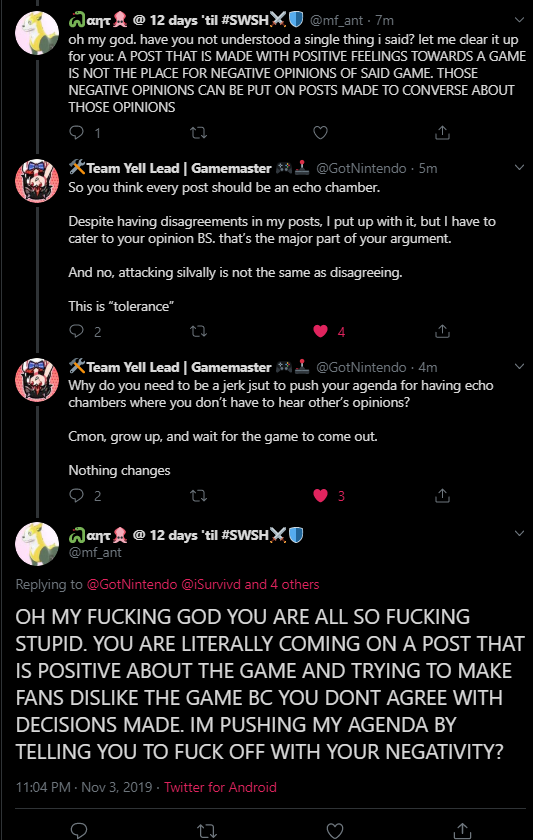 คαητ @ 12 days 'til #SWSH⚔🛡 @mf_ant · 7m
oh my god. have you not understood a single thing i said? let me clear it up
for you: A POST THAT IS MADE WITH POSITIVE FEELINGS TOWARDS A GAME
IS NOT THE PLACE FOR NEGATIVE OPINIONS OF SAID GAME. THOSE
NEGATIVE OPINIONS CAN BE PUT ON POSTS MADE TO CONVERSE ABOUT
THOSE OPINIONS
1
🛠Team Yell Lead | Gamemaster 🎮🕹 @GotNintendo · 5m
So you think every post should be an echo chamber.
Despite having disagreements in my posts, I put up with it, but I have to
cater to your opinion BS. that’s the major part of your argument.
And no, attacking silvally is not the same as disagreeing.
This is “tolerance”
2 4
🛠Team Yell Lead | Gamemaster 🎮🕹 @GotNintendo · 4m
Why do you need to be a jerk jsut to push your agenda for having echo
chambers where you don’t have to hear other’s opinions?
Cmon, grow up, and wait for the game to come out.
Nothing changes
2 3
คαητ @ 12 days 'til #SWSH⚔🛡
@mf_ant
Replying to @GotNintendo @iSurvivd and 4 others
OH MY FUCKING GOD YOU ARE ALL SO FUCKING
STUPID. YOU ARE LITERALLY COMING ON A POST THAT
IS POSITIVE ABOUT THE GAME AND TRYING TO MAKE
FANS DISLIKE THE GAME BC YOU DONT AGREE WITH
DECISIONS MADE. IM PUSHING MY AGENDA BY
TELLING YOU TO FUCK OFF WITH YOUR NEGATIVITY?
11:04 PM · Nov 3, 2019 · Twitter for Android